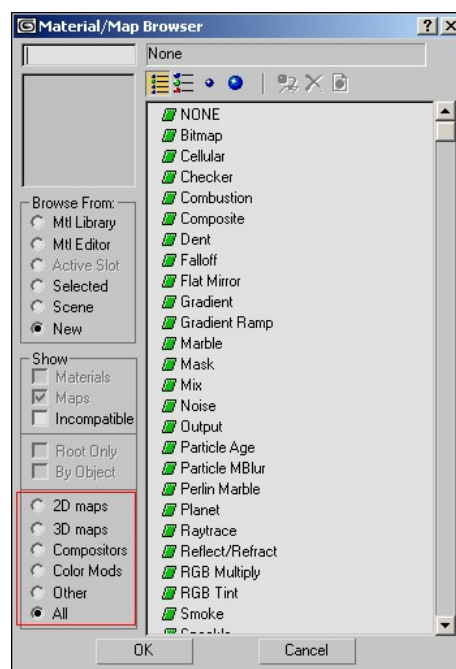 Material/Map Browser
None
NONE
Bitmap
Cellular
Checker
Combustion
Composite
Dent
Falloff
Flat Mirror
Gradient
Gradient Ramp
Marble
Mask
Mix
Noise
Output
Particle Age
Particle MBlur
Perlin Marble
Planet
Raytrace
Reflect/Refract
RGB Multiply
RGB Tint
Smoke
Browse From:
Mtl Library
Mtl Editor
Active Slot
Selected
Scene
New
Show
Materials
Maps
Incompatible
Root Only
By Object
2D maps
3D maps
Compositors
Color Mods
Other
All
OK
Cancel